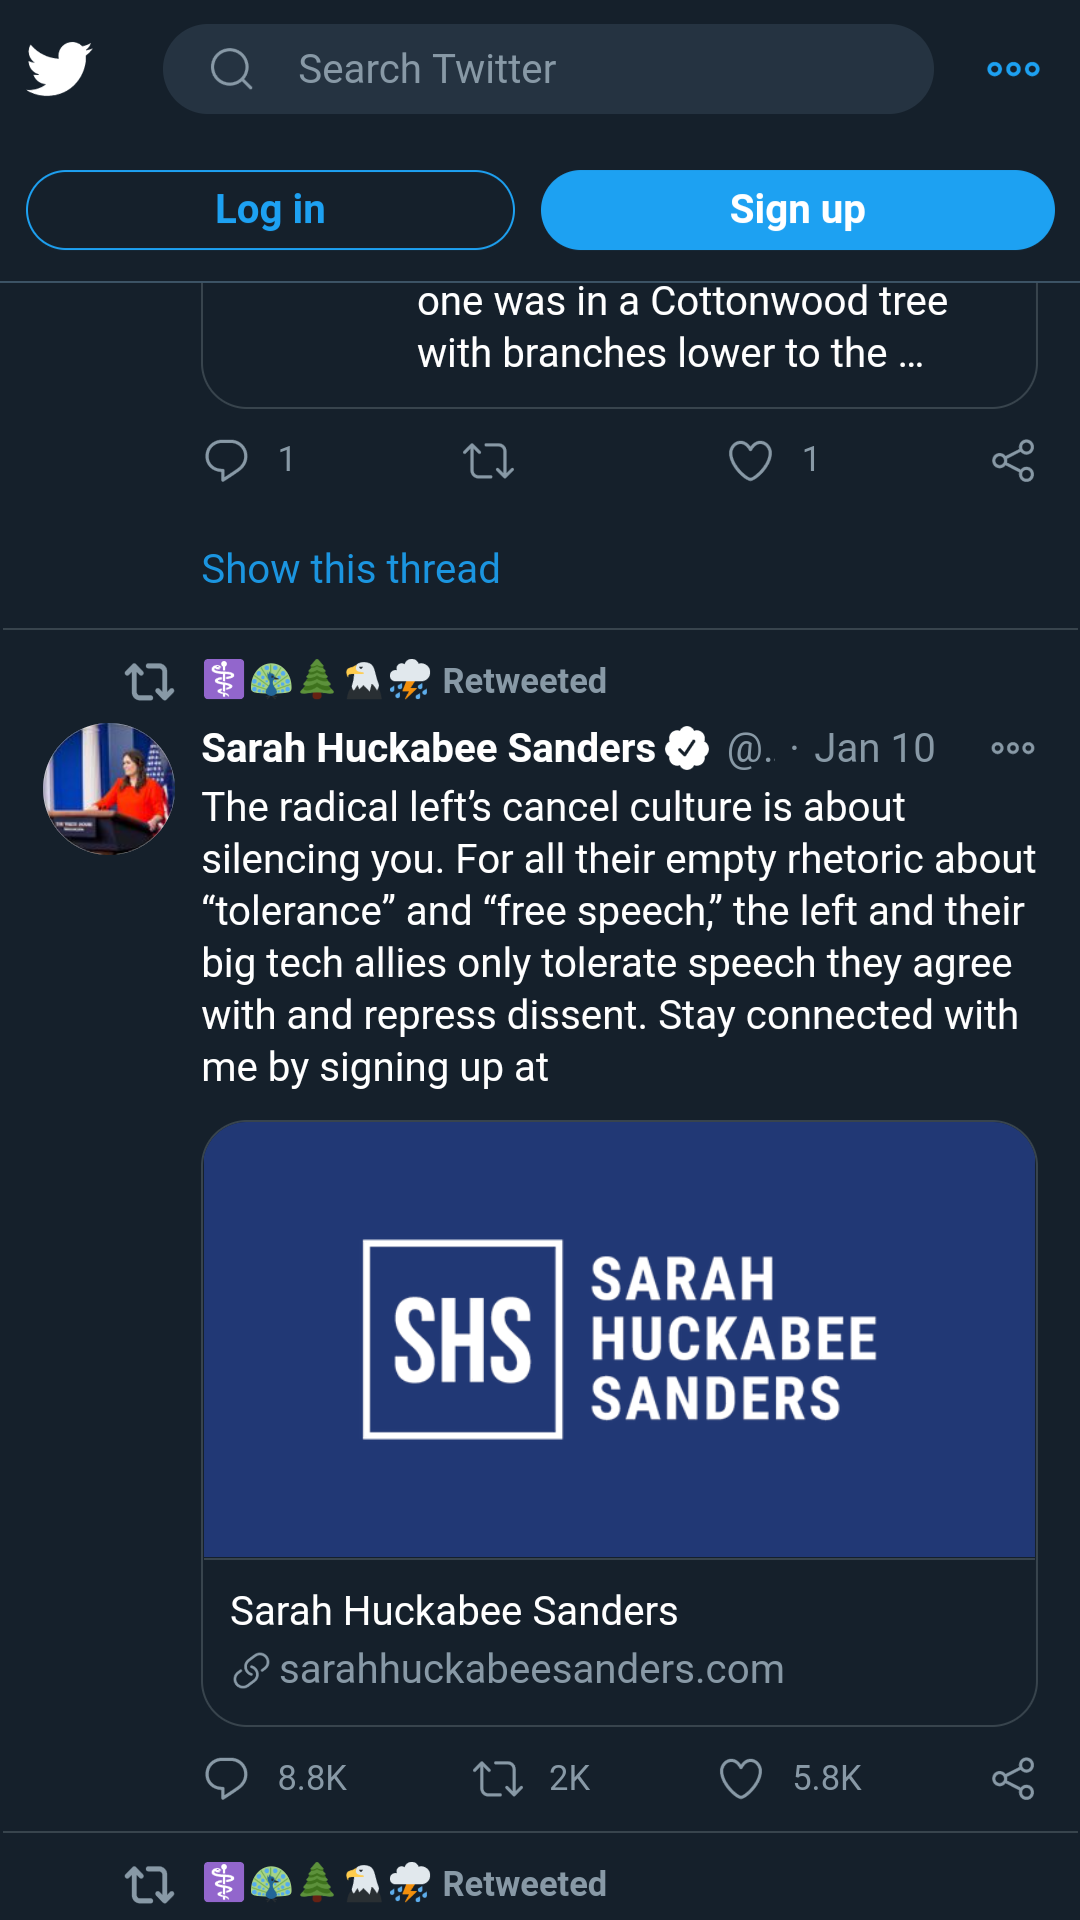 Search Twitter
Log in
Sign up
one was in a Cottonwood tree
with branches lower to the ...
1
1
Show this thread
Retweeted
Sarah Huckabee Sanders @.. · Jan 10
The radical left’s cancel culture is about
silencing you. For all their empty rhetoric about
“tolerance” and “free speech,” the left and their
big tech allies only tolerate speech they agree
with and repress dissent. Stay connected with
me by signing up at
SHS
SARAH
HUCKABEE
SANDERS
Sarah Huckabee Sanders
sarahhuckabeesanders.com
8.8K
2K
5.8K
Retweeted